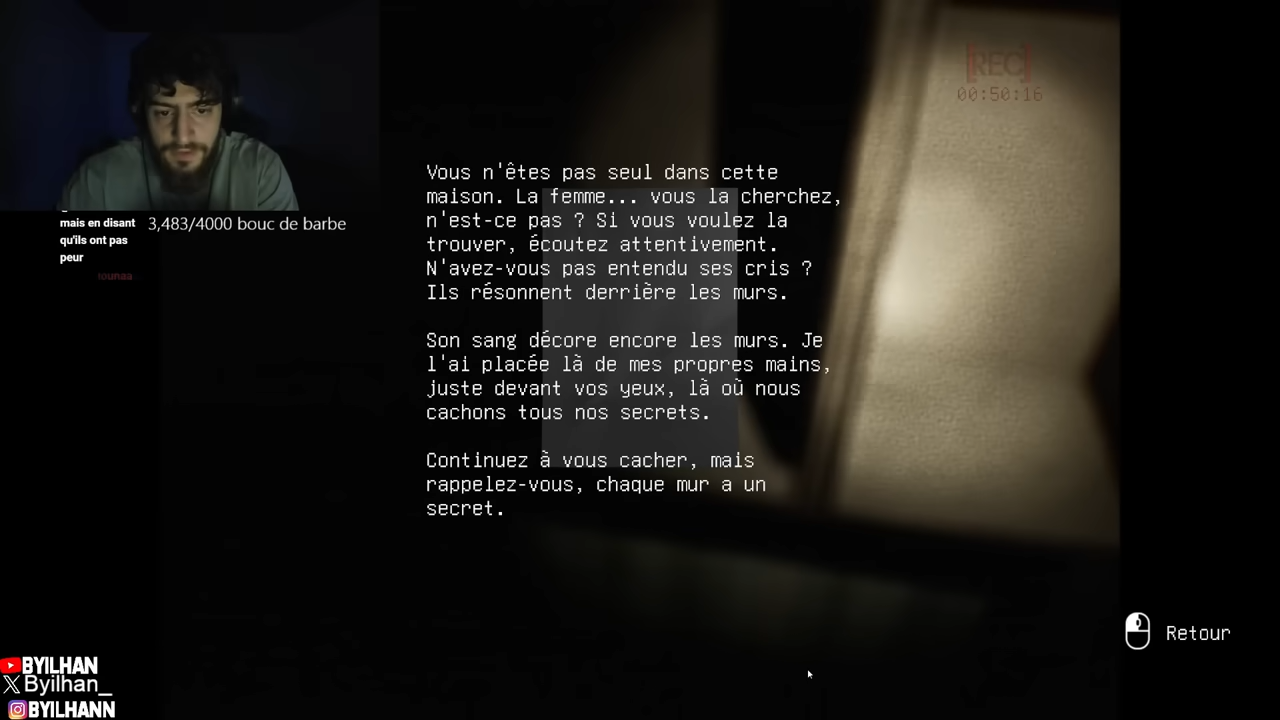 [REC]
00:50:16
Vous n'êtes pas seul dans cette
maison. La femme... vous la cherchez,
n'est-ce pas ? Si vous voulez la
trouver, écoutez attentivement.
N'avez-vous pas entendu ses cris ?
Ils résonnent derrière les murs.
Son sang décore encore les murs. Je
l'ai placée là de mes propres mains,
juste devant vos yeux, là où nous
cachons tous nos secrets.
Continuez à vous cacher, mais
rappelez-vous, chaque mur a un
secret.
mais en disant
qu'ils ont pas
peur
3,483/4000 bouc de barbe
Retour
BYILHAN
Byilhan_
BYILHANN